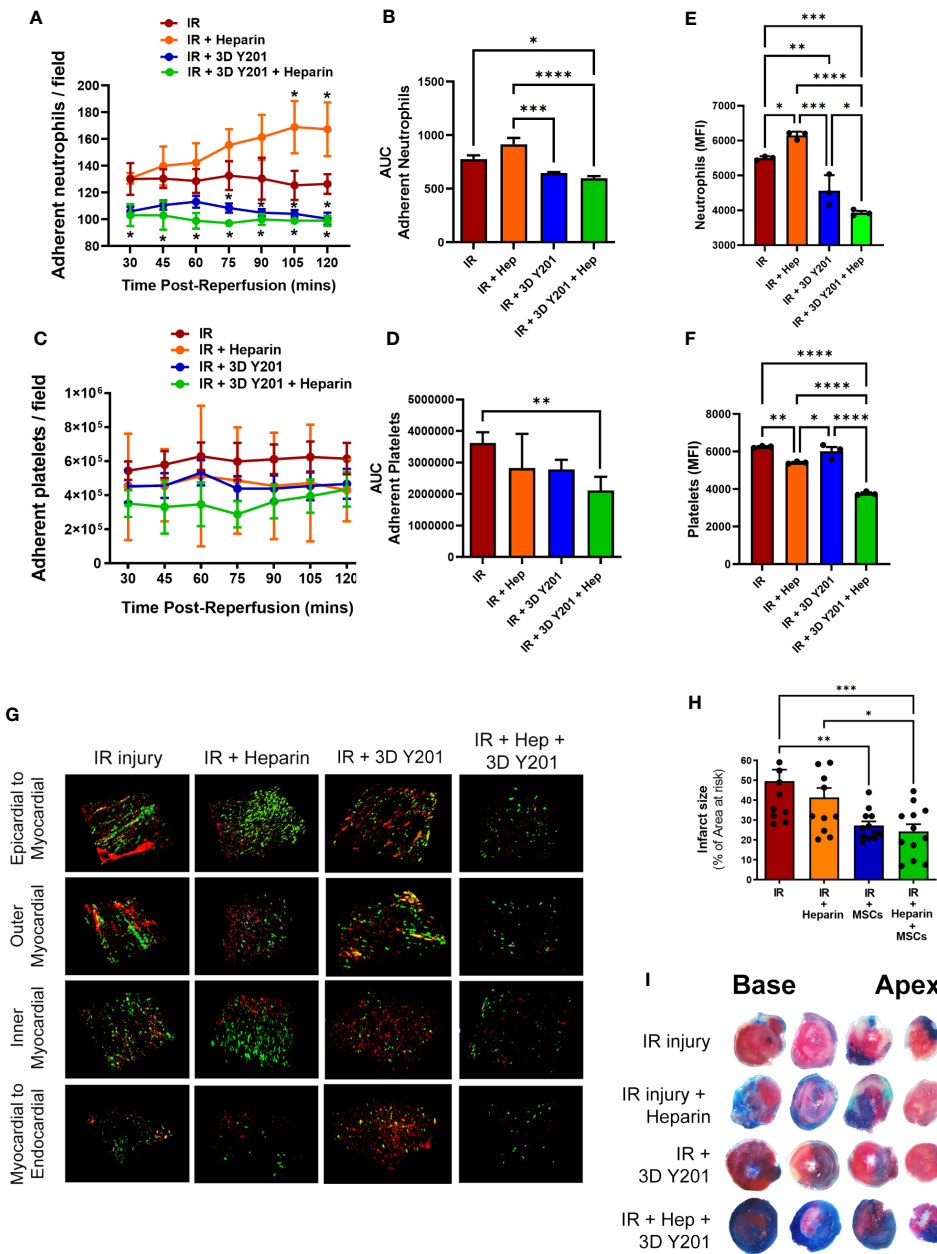 A
IR
IR + Heparin
IR + 3D Y201
IR + 3D Y201 + Heparin
Adherent neutrophils / field
200
180
160
140
120
100
80
* *
* * * *
* * * * * * *
30 45 60 75 90 105 120
Time Post-Reperfusion (mins)
B
*
****
***
AUC
Adherent Neutrophils
1500
1000
500
0
IR
IR + Hep
IR + 3D Y201
IR + 3D Y201 + Hep
E
***
**
****
* *** *
Neutrophils (MFI)
7000
6000
5000
4000
3000
IR
IR + Hep
IR + 3D Y201
IR + 3D Y201 + Hep
C
IR
IR + Heparin
IR + 3D Y201
IR + 3D Y201 + Heparin
Adherent platelets / field
1×10⁶
8×10⁵
6×10⁵
4×10⁵
2×10⁵
0
30 45 60 75 90 105 120
Time Post-Reperfusion (mins)
D
**
AUC
Adherent Platelets
5000000
4000000
3000000
2000000
1000000
0
IR
IR + Hep
IR + 3D Y201
IR + 3D Y201 + Hep
F
****
****
** * ****
Platelets (MFI)
8000
6000
4000
2000
0
IR
IR + Hep
IR + 3D Y201
IR + 3D Y201 + Hep
G
IR injury
IR + Heparin
IR + 3D Y201
IR + Hep +
3D Y201
Epicardial to
Myocardial
Outer
Myocardial
Inner
Myocardial
Myocardial to
Endocardial
H
***
*
**
Infarct size
(% of Area at risk)
60
50
40
30
20
10
0
IR
IR
+
Heparin
IR
+
MSCs
IR
+
Heparin
+
MSCs
I
Base Apex
IR injury
IR injury +
Heparin
IR +
3D Y201
IR + Hep +
3D Y201